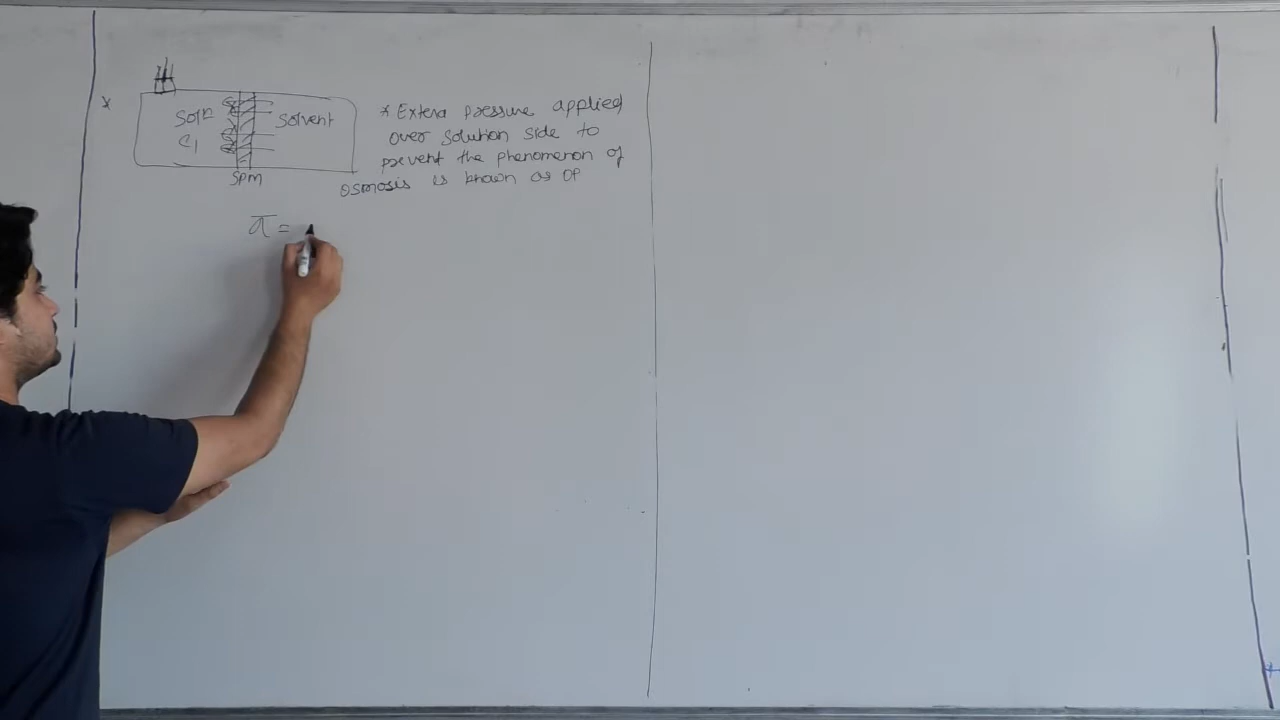 *
Soln
Solvent
C1
SPM
* Extera pressure applied
over solution side to
prevent the phenomenon of
osmosis is known as OP
π =